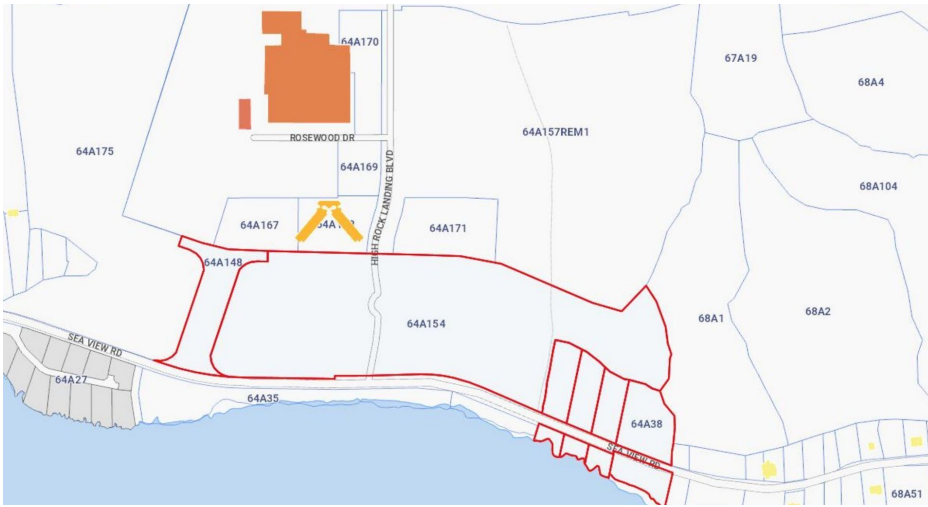 64A170
67A19
68A4
64A157REM1
ROSEWOOD DR
64A175
64A169
68A104
HIGH ROCK LANDING BLVD
64A167
64A171
64A148
68A1
68A2
64A154
SEA VIEW RD
64A27
64A35
64A38
SEA VIEW RD
68A51